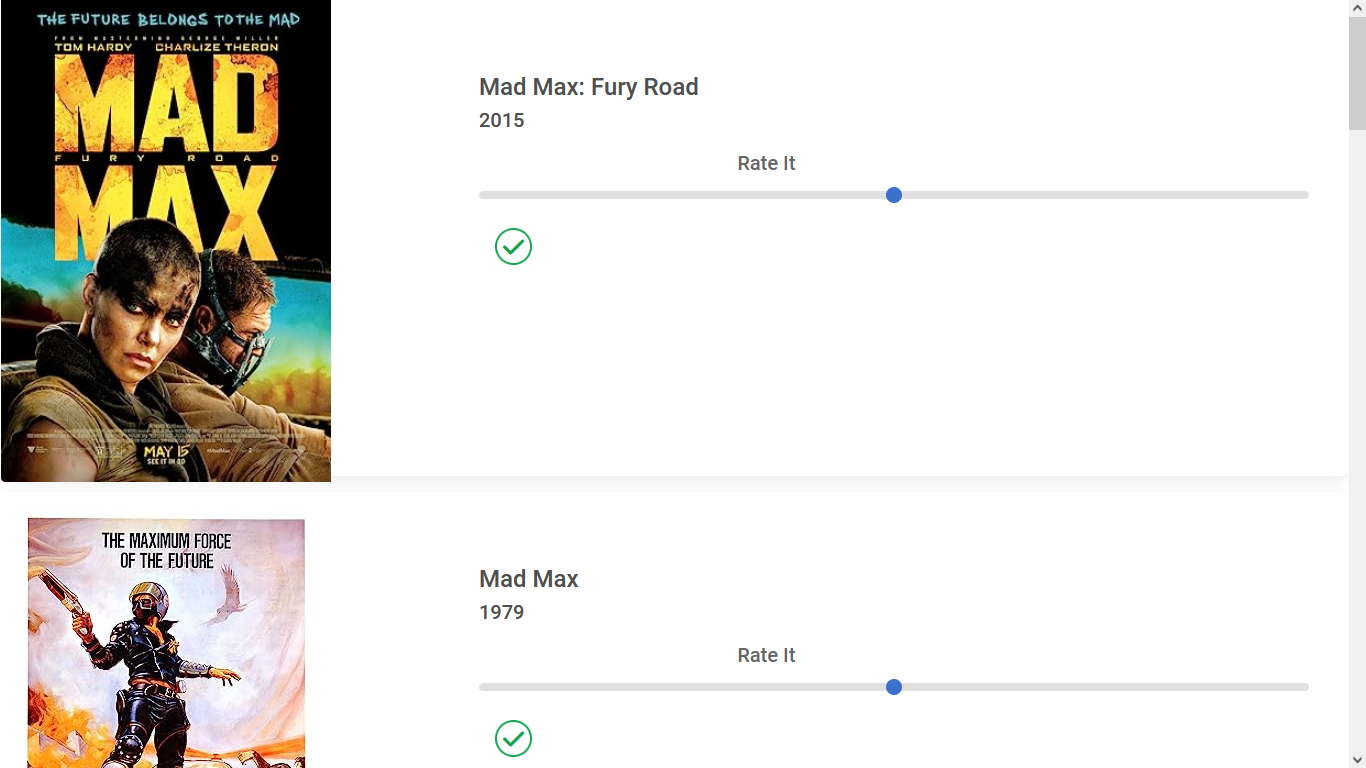 THE FUTURE BELONGS TO THE MAD
FROM MASTERMIND GEORGE MILLER
TOM HARDY CHARLIZE THERON
MAD
FURY ROAD
MAX
MAY 15
SEE IT IN 3D
#MadMax
Mad Max: Fury Road
2015
Rate It
THE MAXIMUM FORCE
OF THE FUTURE
Mad Max
1979
Rate It